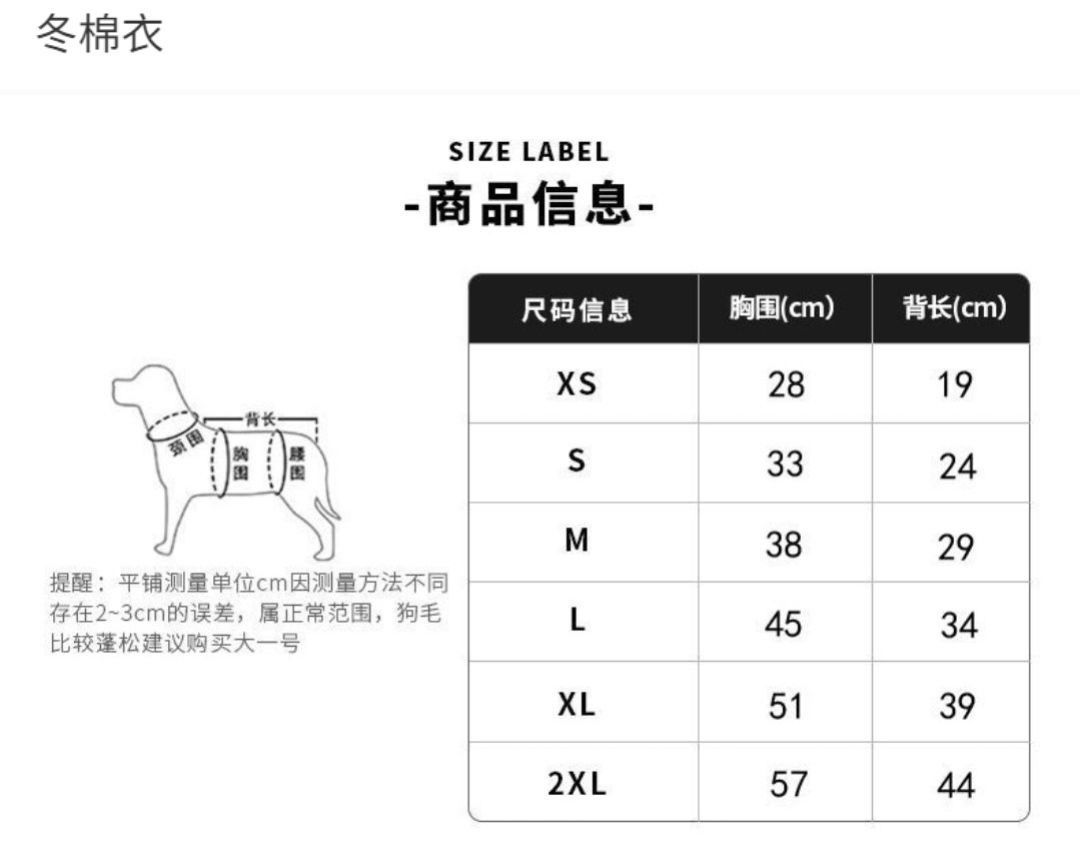 冬棉衣
SIZE LABEL
-商品信息-
尺码信息 胸围(cm) 背长(cm)
XS 28 19
S 33 24
M 38 29
L 45 34
XL 51 39
2XL 57 44
背长
颈围
胸围
腰围
提醒：平铺测量单位cm因测量方法不同
存在2~3cm的误差，属正常范围，狗毛
比较蓬松建议购买大一号